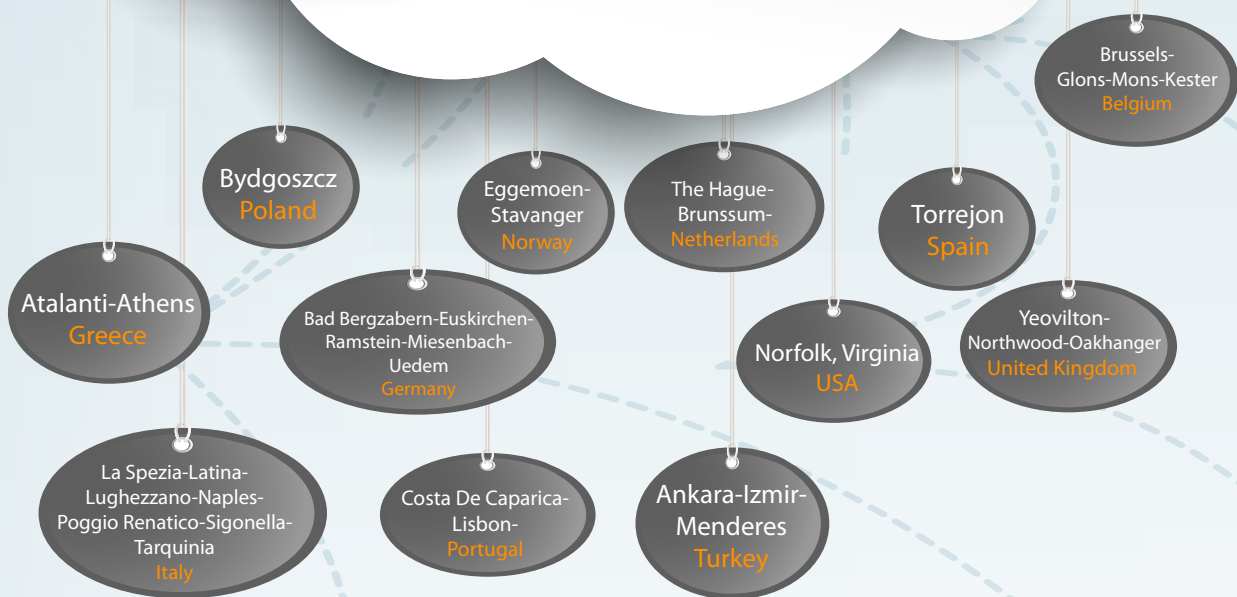 Brussels-
Glons-Mons-Kester
Belgium
Bydgoszcz
Poland
Eggemoen-
Stavanger
Norway
The Hague-
Brunssum-
Netherlands
Torrejon
Spain
Atalanti-Athens
Greece
Bad Bergzabern-Euskirchen-
Ramstein-Miesenbach-
Uedem
Germany
Norfolk, Virginia
USA
Yeovilton-
Northwood-Oakhanger
United Kingdom
La Spezia-Latina-
Lughezzano-Naples-
Poggio Renatico-Sigonella-
Tarquinia
Italy
Costa De Caparica-
Lisbon-
Portugal
Ankara-Izmir-
Menderes
Turkey